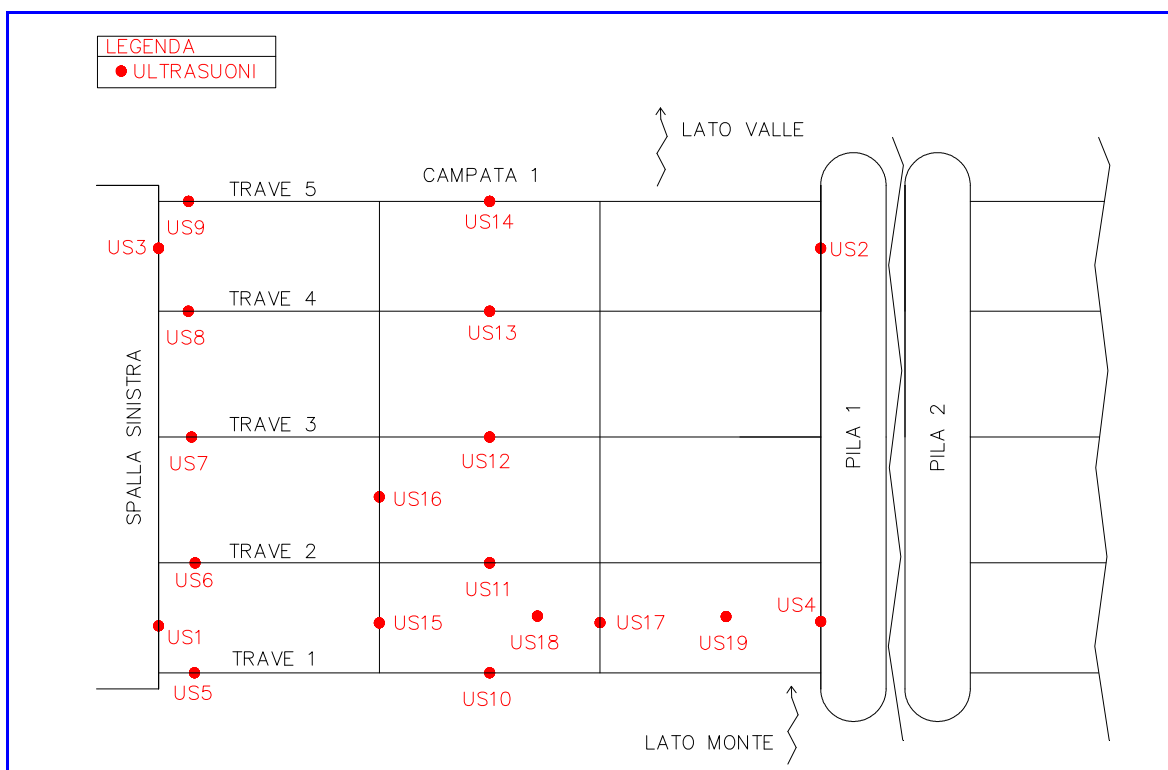 LEGENDA
ULTRASUONI
LATO VALLE
CAMPATA 1
TRAVE 5
US9
US14
US3
US2
TRAVE 4
US8
US13
SPALLA SINISTRA
TRAVE 3
US7
US12
PILA 1
PILA 2
US16
TRAVE 2
US6
US11
US1
US15
US18
US17
US19
US4
TRAVE 1
US5
US10
LATO MONTE